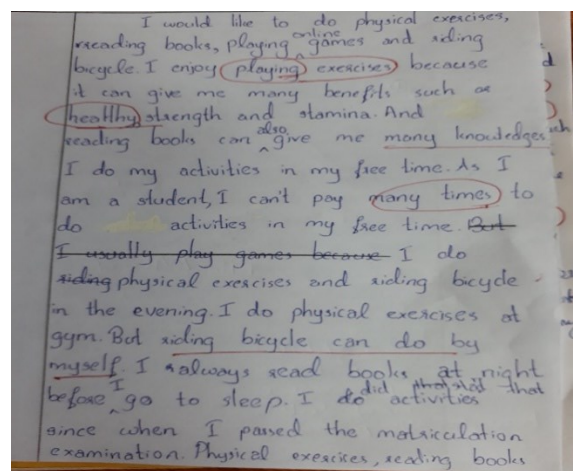 I would like to do physical exercises,
reading books, playing online games and riding
bicycle. I enjoy playing exercises because
it can give me many benefits such as
healthy, strength and stamina. And
reading books can also give me many knowledges.
I do my activities in my free time. As I
am a student, I can't pay many times to
do activities in my free time. But
I usually play games because I do
riding physical exercises and riding bicycle
in the evening. I do physical exercises at
gym. But riding bicycle can do by
myself. I always read books at night
before I go to sleep. I do did activities that
since when I passed the matriculation
examination. Physical exercises, reading books